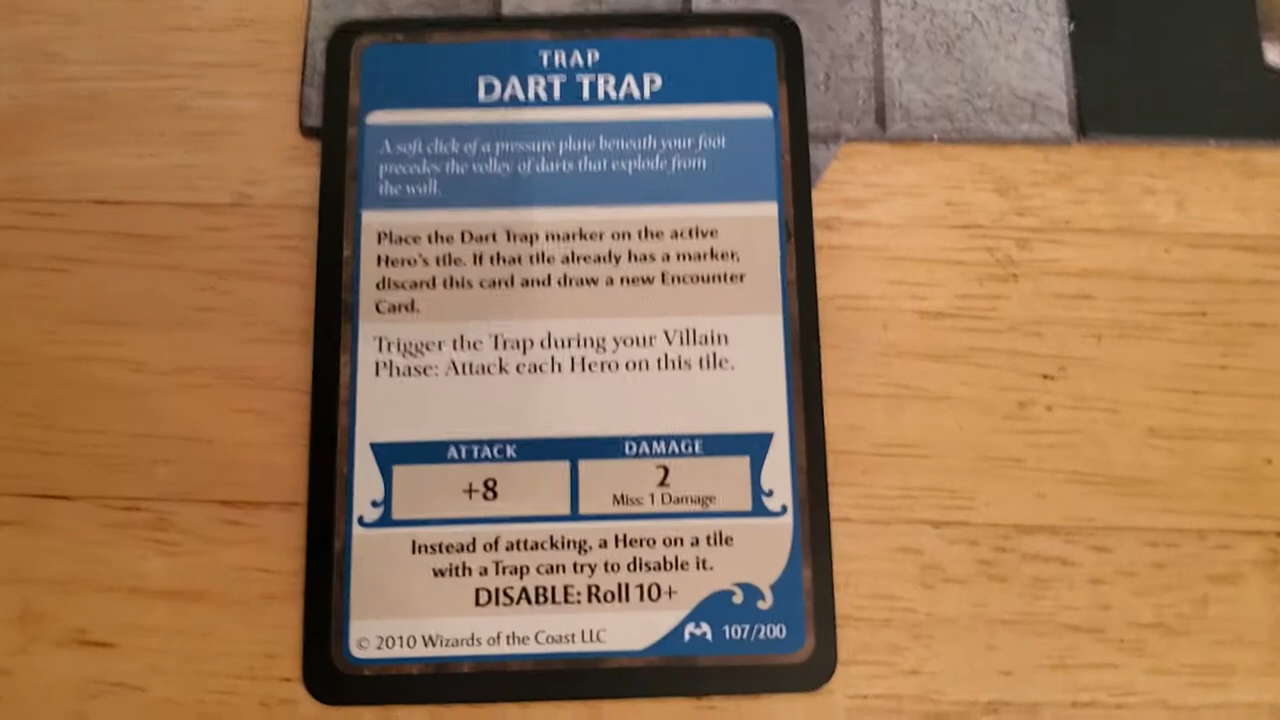 TRAP
DART TRAP
A soft click of a pressure plate beneath your foot
precedes the volley of darts that explode from
the wall.
Place the Dart Trap marker on the active
Hero's tile. If that tile already has a marker,
discard this card and draw a new Encounter
Card.
Trigger the Trap during your Villain
Phase: Attack each Hero on this tile.
ATTACK DAMAGE
+8 2
Miss: 1 Damage
Instead of attacking, a Hero on a tile
with a Trap can try to disable it.
DISABLE: Roll 10+
© 2010 Wizards of the Coast LLC 107/200